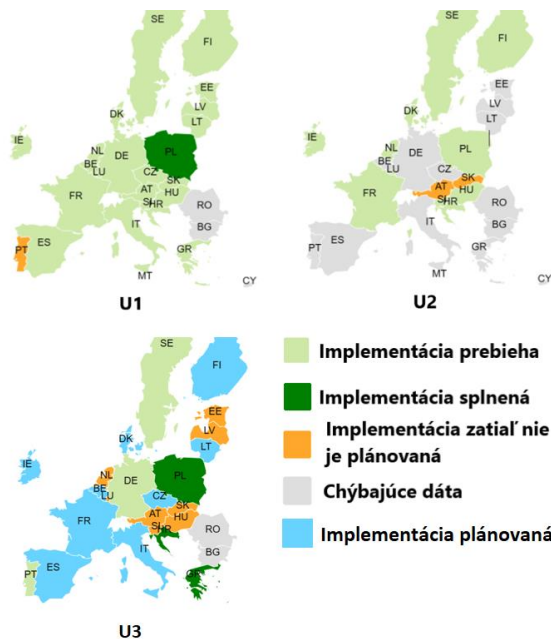 SE
FI
EE
LV
LT
DK
IE
NL
BE
LU
DE
PL
CZ
SK
AT
HU
SI
HR
FR
RO
BG
IT
PT
ES
GR
MT
CY
U1
SE
FI
EE
LV
LT
DK
IE
NL
BE
LU
DE
PL
CZ
SK
AT
HU
SI
HR
FR
RO
BG
IT
PT
ES
GR
MT
CY
U2
SE
FI
EE
LV
LT
DK
IE
NL
BE
LU
DE
PL
CZ
SK
AT
HU
SI
HR
FR
RO
BG
IT
PT
ES
GR
U3
Implementácia prebieha
Implementácia splnená
Implementácia zatiaľ nie
je plánovaná
Chýbajúce dáta
Implementácia plánovaná